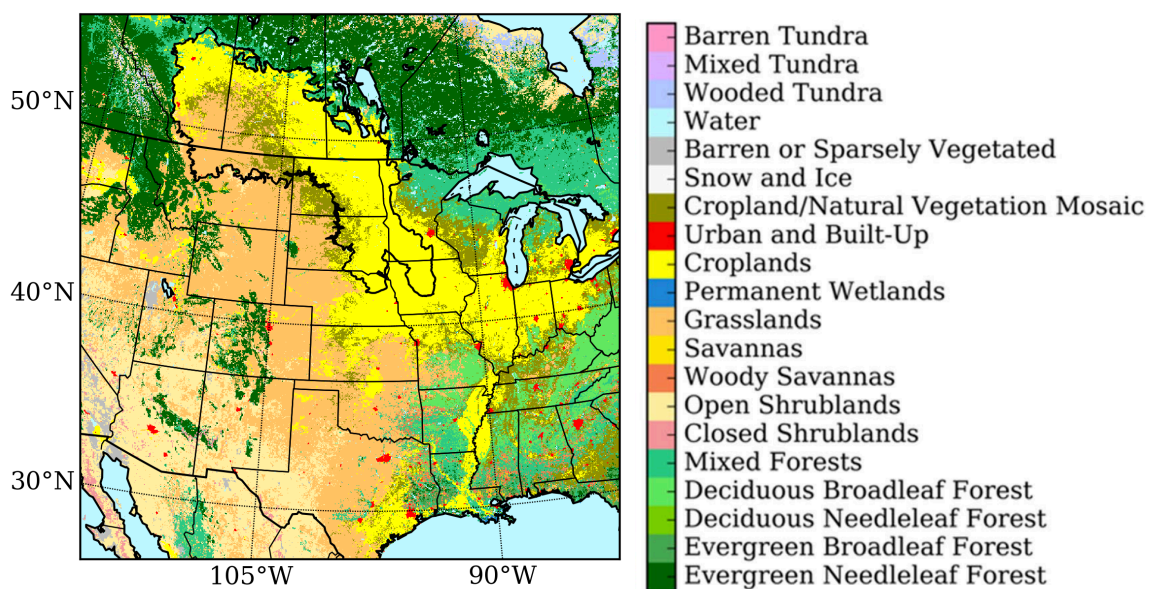 50°N
40°N
30°N
105°W
90°W
Barren Tundra
Mixed Tundra
Wooded Tundra
Water
Barren or Sparsely Vegetated
Snow and Ice
Cropland/Natural Vegetation Mosaic
Urban and Built-Up
Croplands
Permanent Wetlands
Grasslands
Savannas
Woody Savannas
Open Shrublands
Closed Shrublands
Mixed Forests
Deciduous Broadleaf Forest
Deciduous Needleleaf Forest
Evergreen Broadleaf Forest
Evergreen Needleleaf Forest